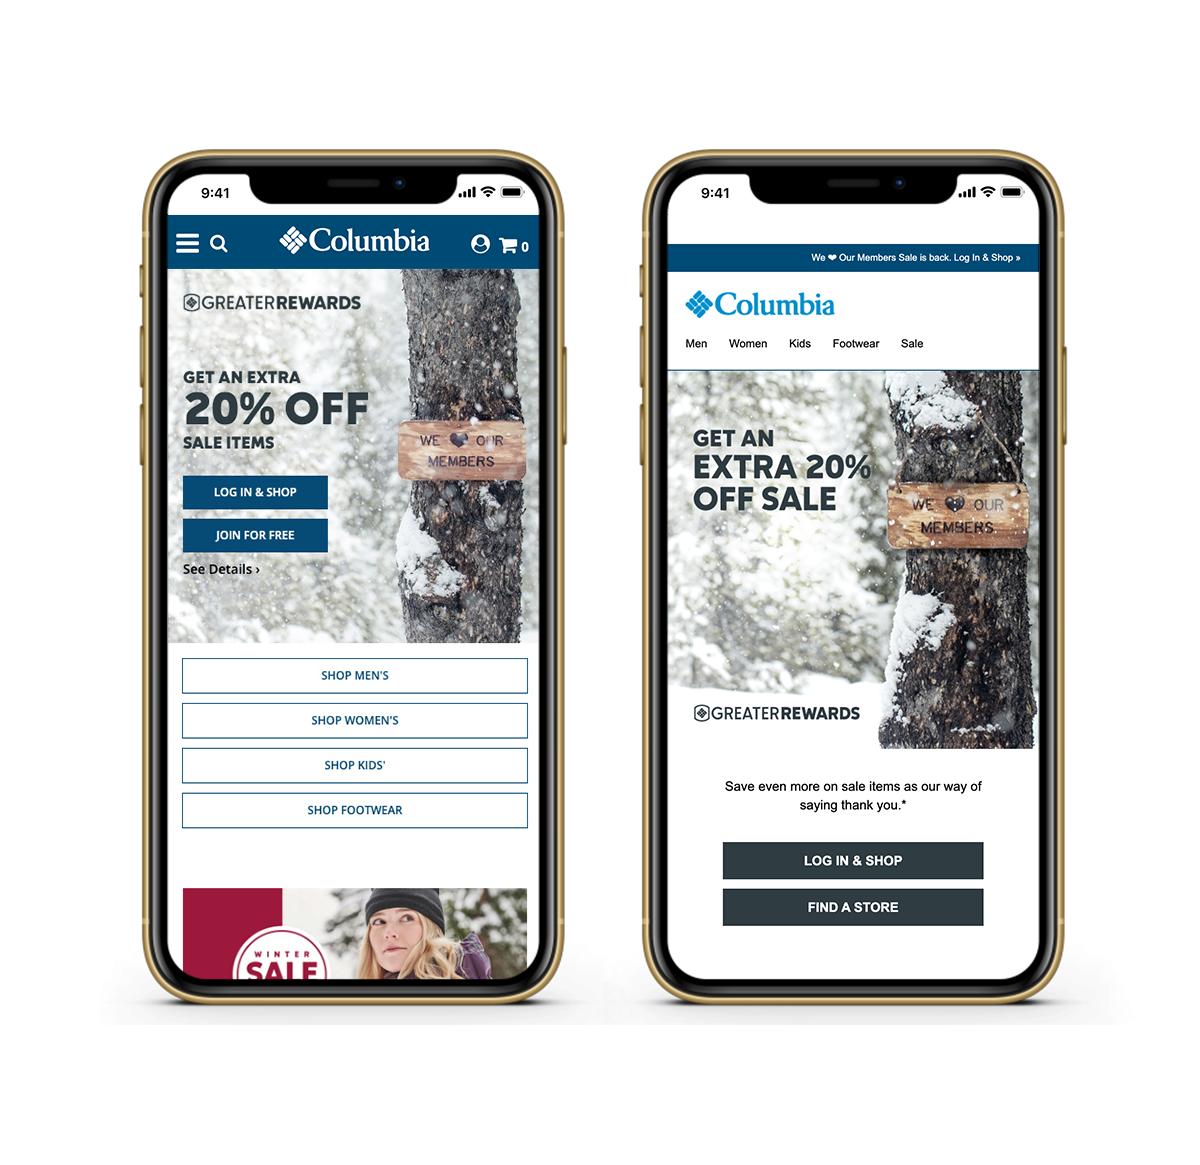 9:41
Columbia
0
GREATERREWARDS
GET AN EXTRA
20% OFF
SALE ITEMS
WE OUR
MEMBERS
LOG IN & SHOP
JOIN FOR FREE
See Details ›
SHOP MEN'S
SHOP WOMEN'S
SHOP KIDS'
SHOP FOOTWEAR
WINTER
SALE
9:41
We ❤ Our Members Sale is back. Log In & Shop »
Columbia
Men Women Kids Footwear Sale
GET AN
EXTRA 20%
OFF SALE
WE OUR
MEMBERS
GREATERREWARDS
Save even more on sale items as our way of
saying thank you.*
LOG IN & SHOP
FIND A STORE